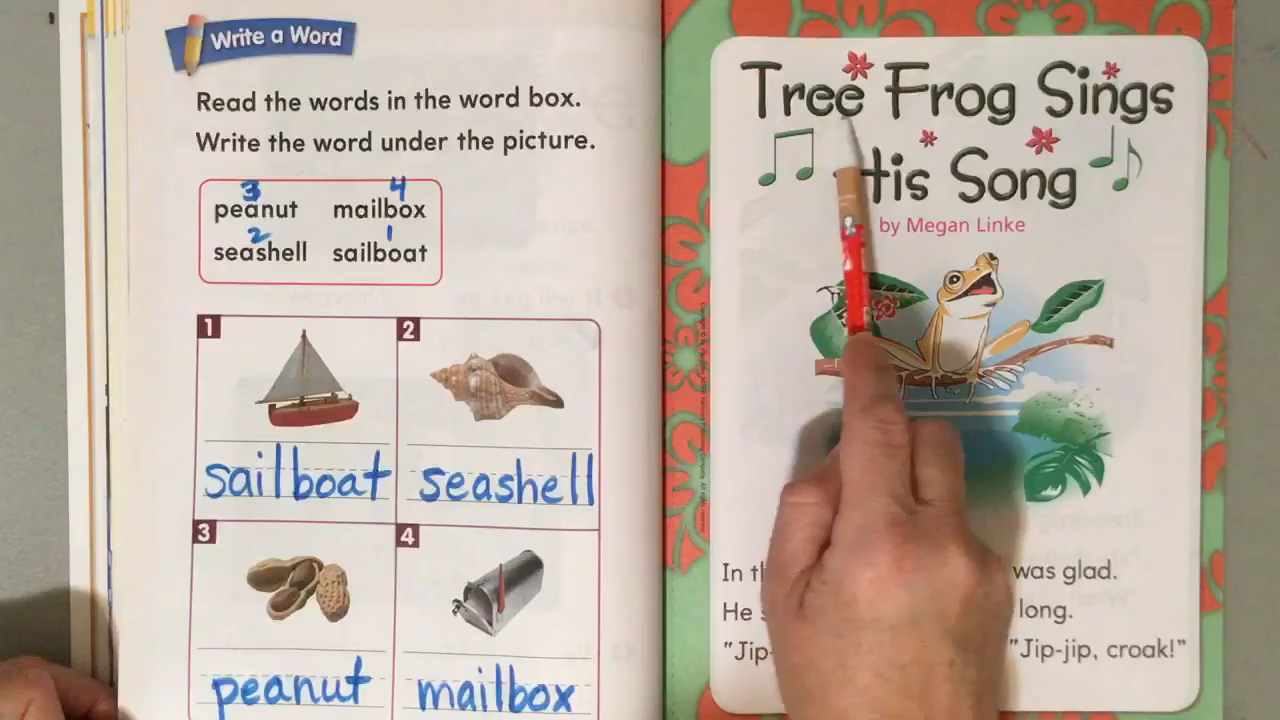 Write a Word
Read the words in the word box.
Write the word under the picture.
3 4
peanut mailbox
2 1
seashell sailboat
1 2
sailboat seashell
3 4
peanut mailbox
Tree Frog Sings
His Song
by Megan Linke
In was glad.
He long.
"Jip- "Jip-jip, croak!"